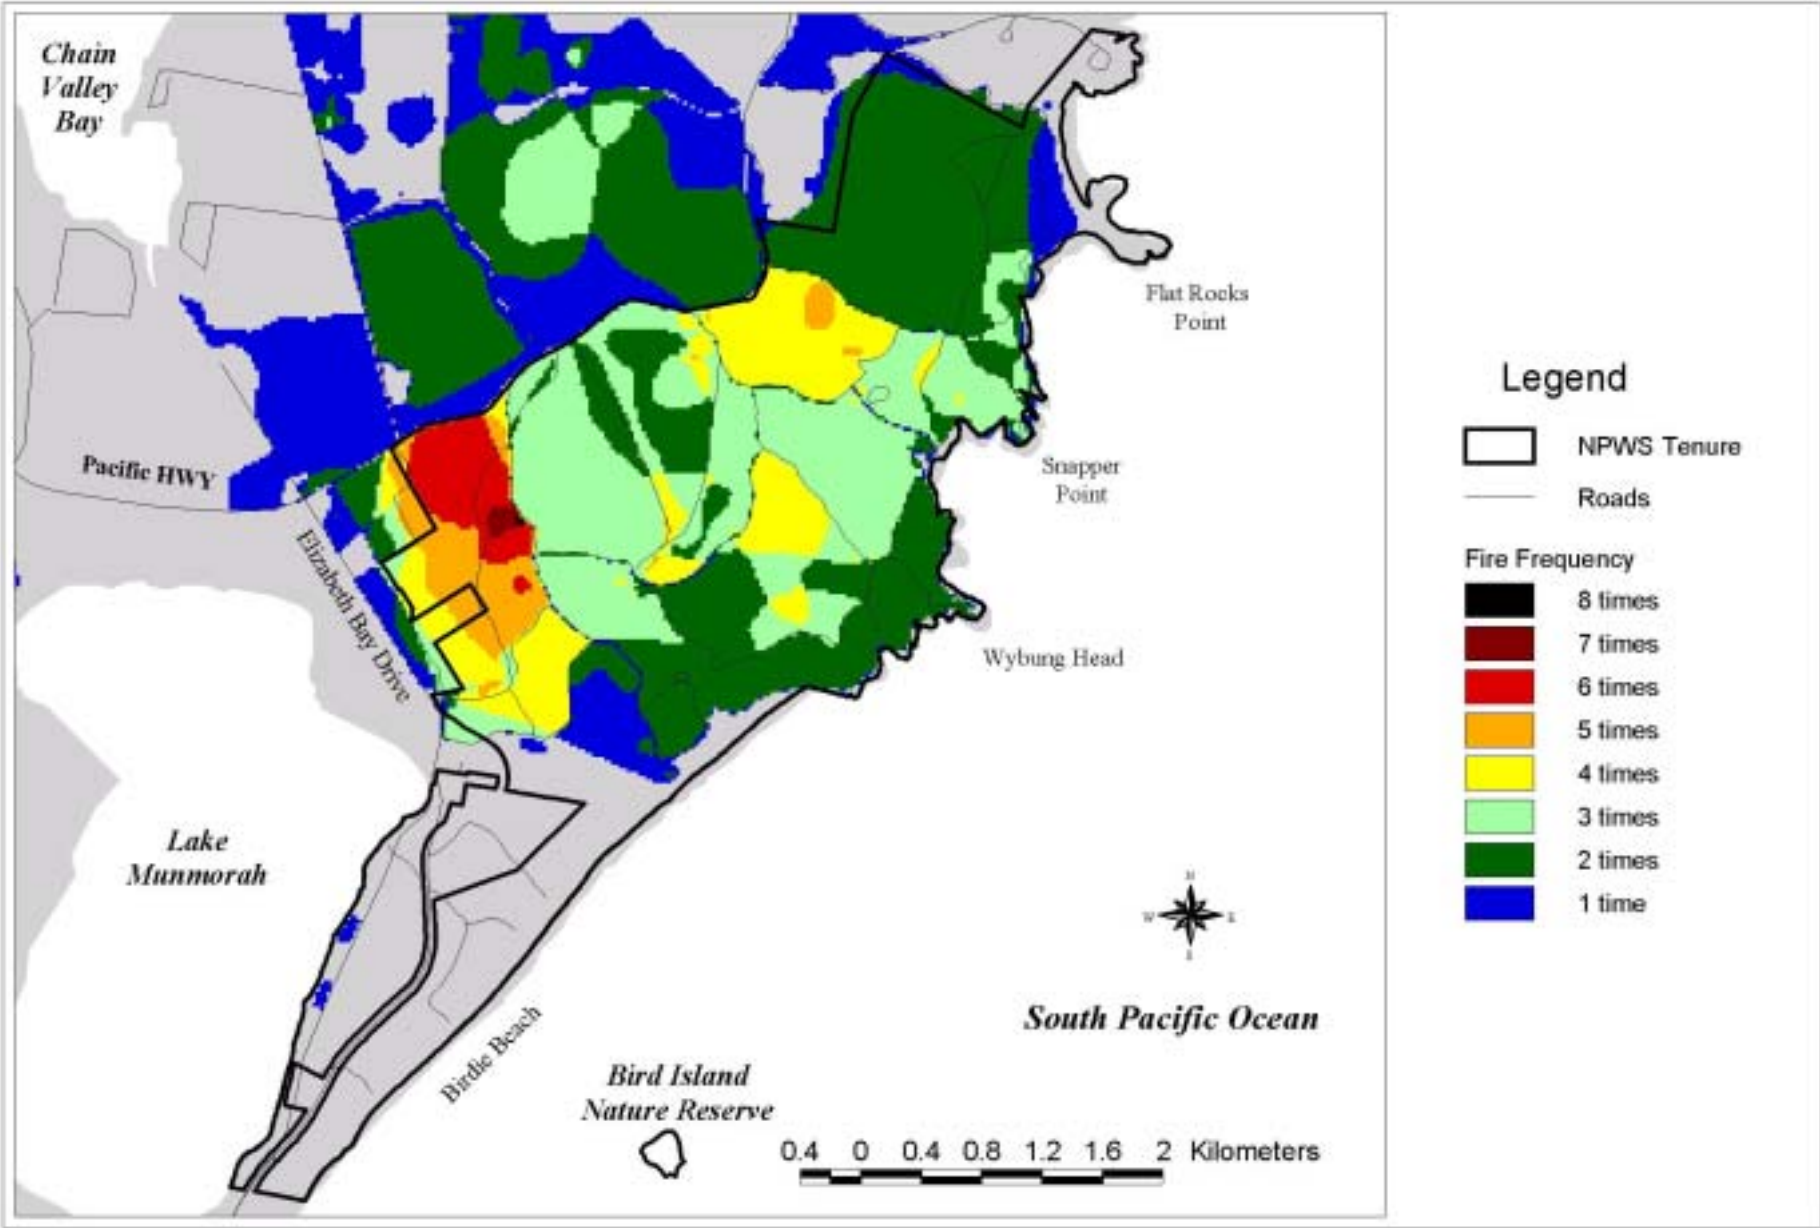 Chain
Valley
Bay
Flat Rocks
Point
Pacific HWY
Snapper
Point
Elizabeth Bay Drive
Wybung Head
Lake
Munmorah
Birdie Beach
South Pacific Ocean
Bird Island
Nature Reserve
N
W
E
S
0.4 0 0.4 0.8 1.2 1.6 2 Kilometers
Legend
NPWS Tenure
Roads
Fire Frequency
8 times
7 times
6 times
5 times
4 times
3 times
2 times
1 time